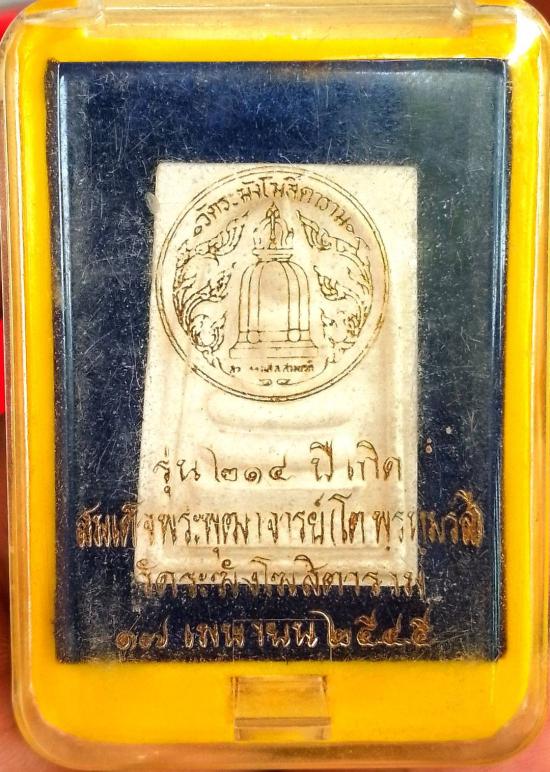 วัดระฆังโฆสิตาราม
๑๔
รุ่น ๒๑๔ ปี เกิด
สมเด็จพระพุฒาจารย์(โต พฺรหฺมรํสี)
วัดระฆังโฆสิตาราม
๑๗ เมษายน ๒๕๔๕